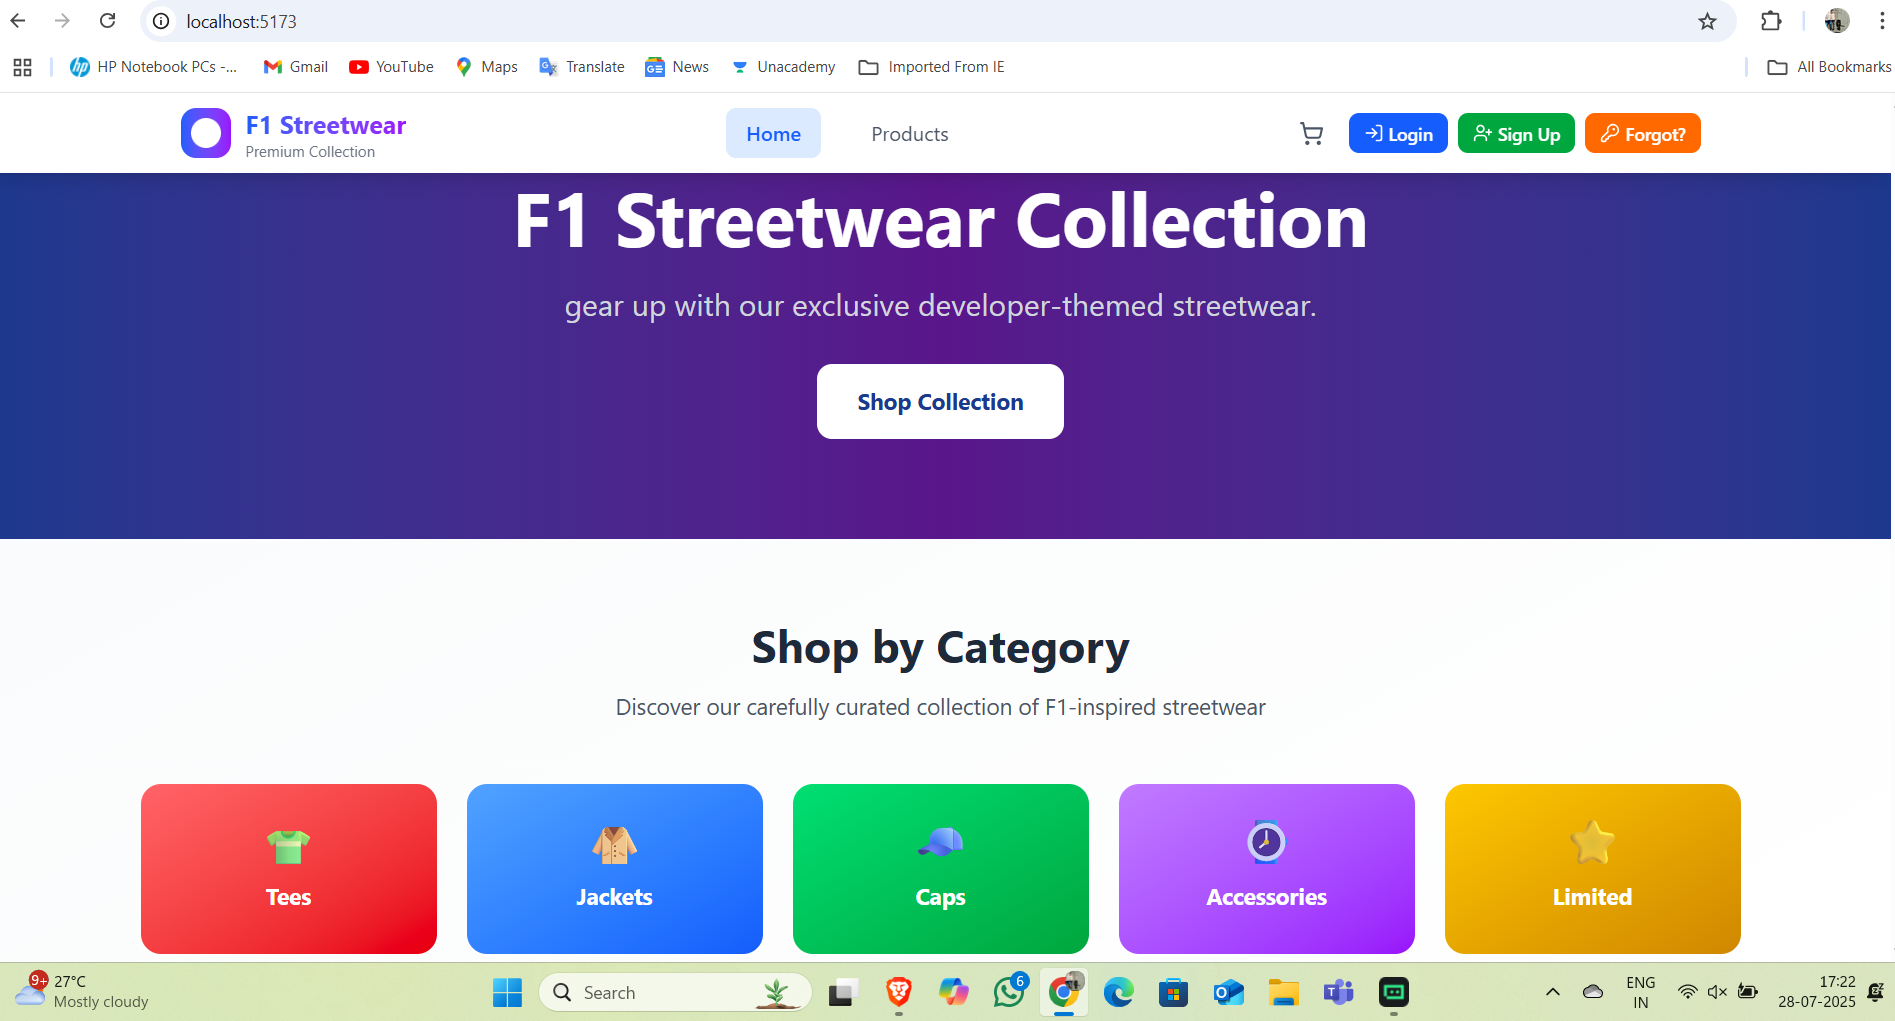 localhost:5173
HP Notebook PCs -...
Gmail
YouTube
Maps
Translate
News
Unacademy
Imported From IE
All Bookmarks
F1 Streetwear
Premium Collection
Home
Products
Login
Sign Up
Forgot?
F1 Streetwear Collection
gear up with our exclusive developer-themed streetwear.
Shop Collection
Shop by Category
Discover our carefully curated collection of F1-inspired streetwear
Tees
Jackets
Caps
Accessories
Limited
9+
27°C
Mostly cloudy
Search
6
ENG
IN
17:22
28-07-2025